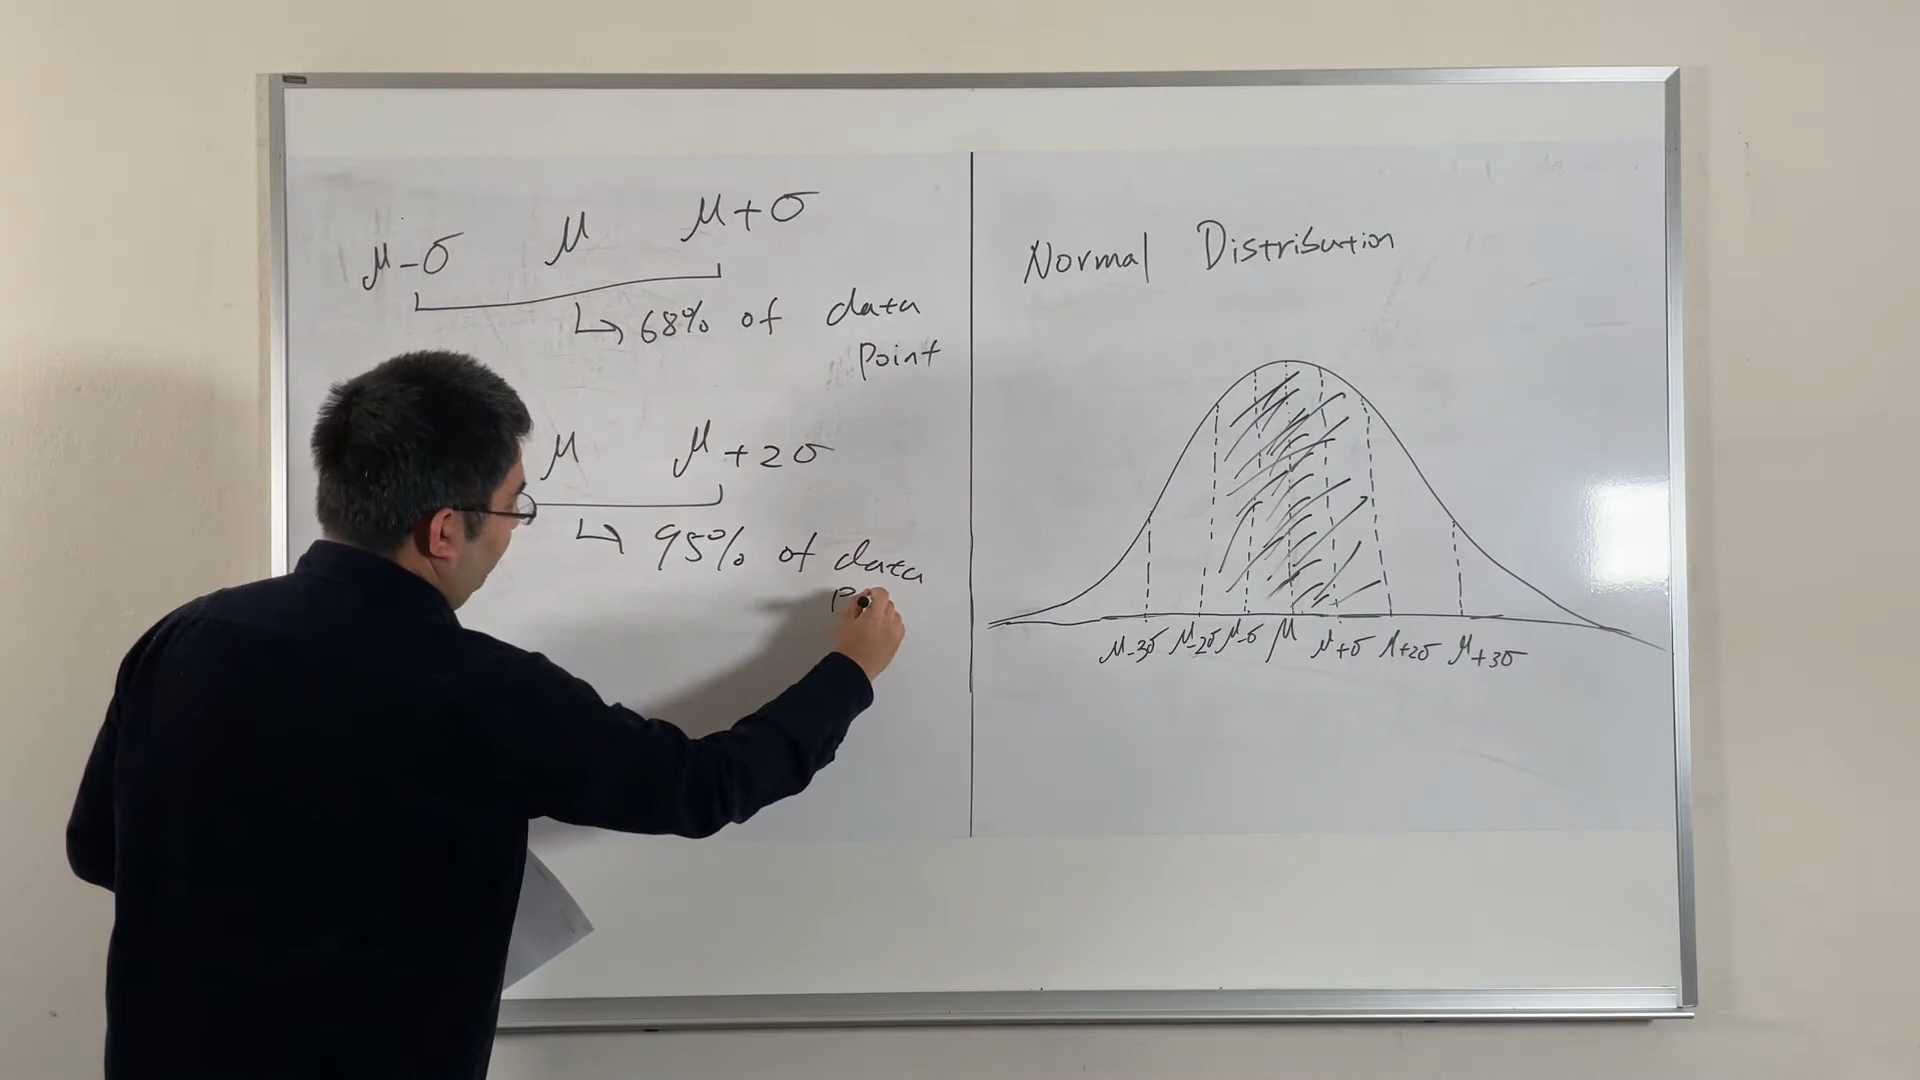 μ-σ μ μ+σ
68% of data
point
μ μ+2σ
95% of data
P
Normal Distribution
μ-3σ μ-2σ μ-σ μ μ+σ μ+2σ μ+3σ